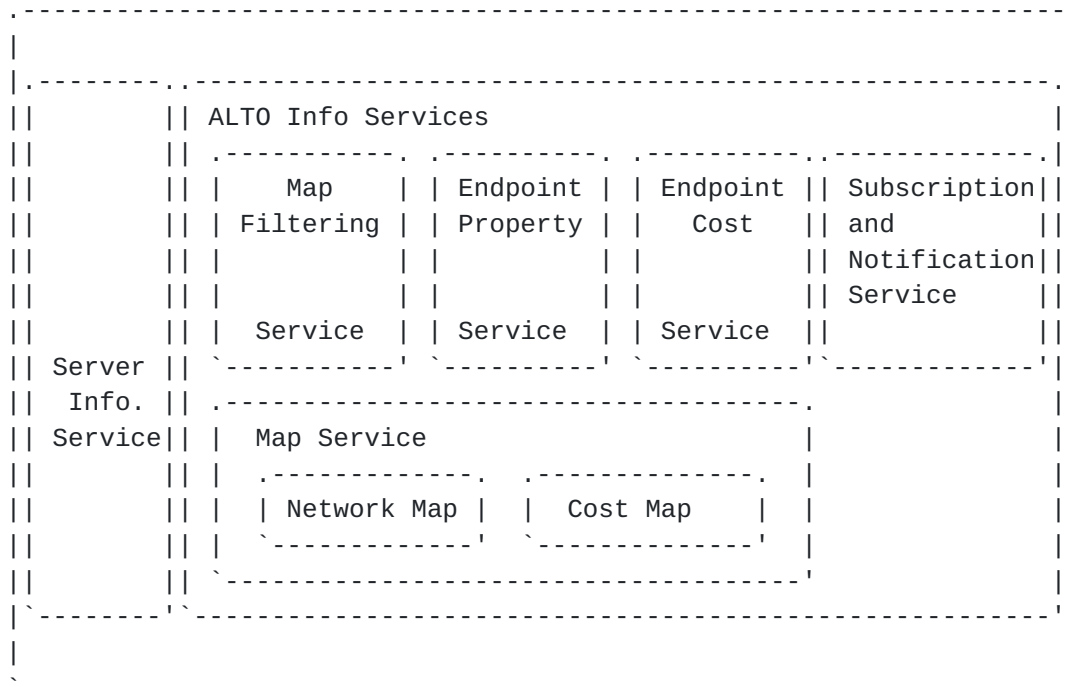 ALTO Info Services
Map Endpoint Endpoint Subscription
Filtering Property Cost and
Notification
Service
Service Service Service
Server
Info.
Service Map Service
Network Map Cost Map